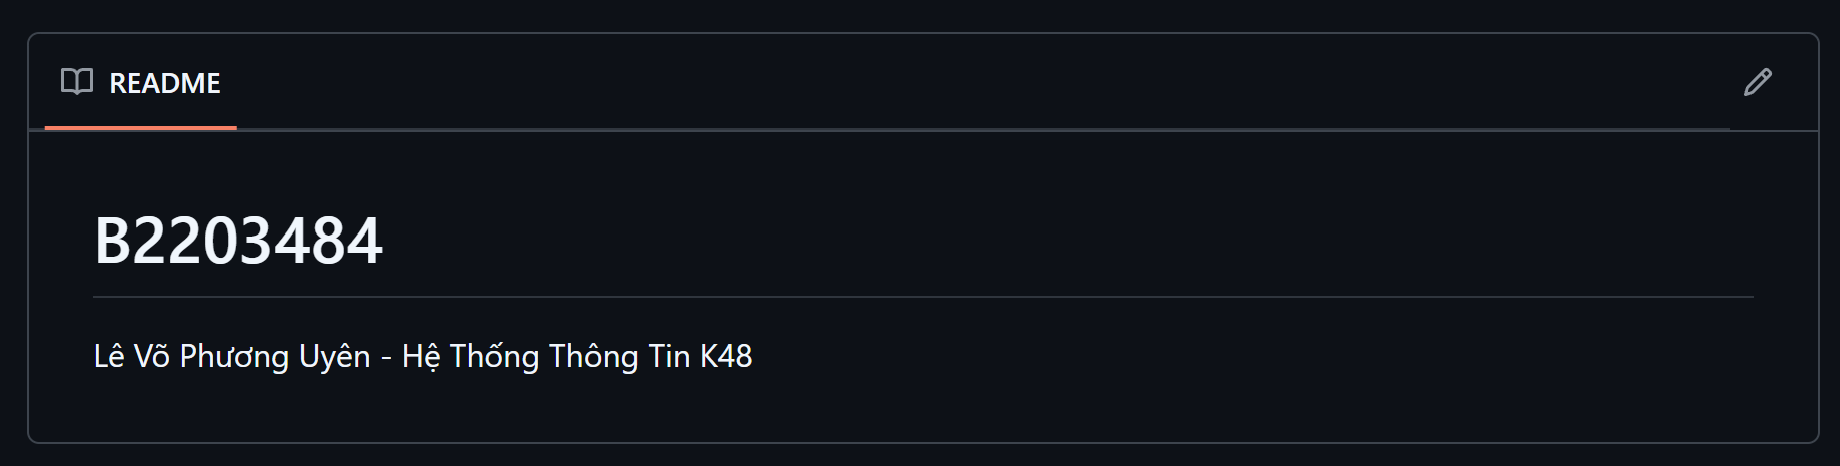 README
B2203484
Lê Võ Phương Uyên - Hệ Thống Thông Tin K48